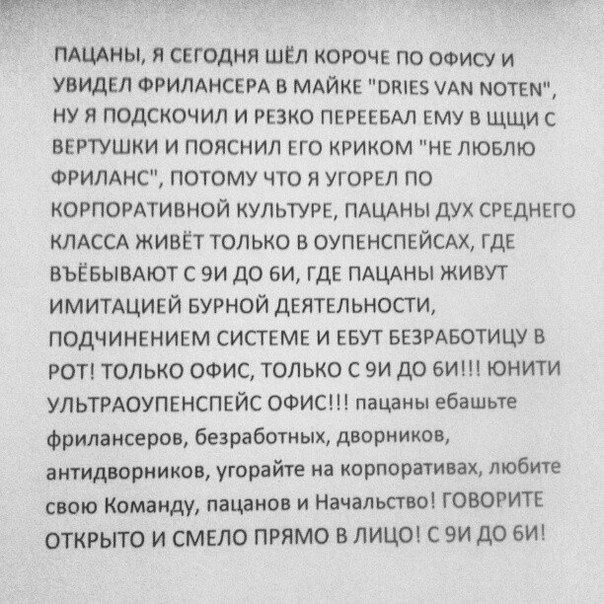 ПАЦАНЫ, Я СЕГОДНЯ ШЁЛ КОРОЧЕ ПО ОФИСУ И
УВИДЕЛ ФРИЛАНСЕРА В МАЙКЕ "DRIES VAN NOTEN",
НУ Я ПОДСКОЧИЛ И РЕЗКО ПЕРЕЕБАЛ ЕМУ В ЩЩИ С
ВЕРТУШКИ И ПОЯСНИЛ ЕГО КРИКОМ "НЕ ЛЮБЛЮ
ФРИЛАНС", ПОТОМУ ЧТО Я УГОРЕЛ ПО
КОРПОРАТИВНОЙ КУЛЬТУРЕ, ПАЦАНЫ ДУХ СРЕДНЕГО
КЛАССА ЖИВЁТ ТОЛЬКО В ОУПЕНСПЕЙСАХ, ГДЕ
ВЪЁБЫВАЮТ С 9И ДО 6И, ГДЕ ПАЦАНЫ ЖИВУТ
ИМИТАЦИЕЙ БУРНОЙ ДЕЯТЕЛЬНОСТИ,
ПОДЧИНЕНИЕМ СИСТЕМЕ И ЕБУТ БЕЗРАБОТИЦУ В
РОТ! ТОЛЬКО ОФИС, ТОЛЬКО С 9И ДО 6И!!! ЮНИТИ
УЛЬТРАОУПЕНСПЕЙС ОФИС!!! пацаны ебашьте
фрилансеров, безработных, дворников,
антидворников, угорайте на корпоративах, любите
свою Команду, пацанов и Начальство! ГОВОРИТЕ
ОТКРЫТО И СМЕЛО ПРЯМО В ЛИЦО! С 9И ДО 6И!